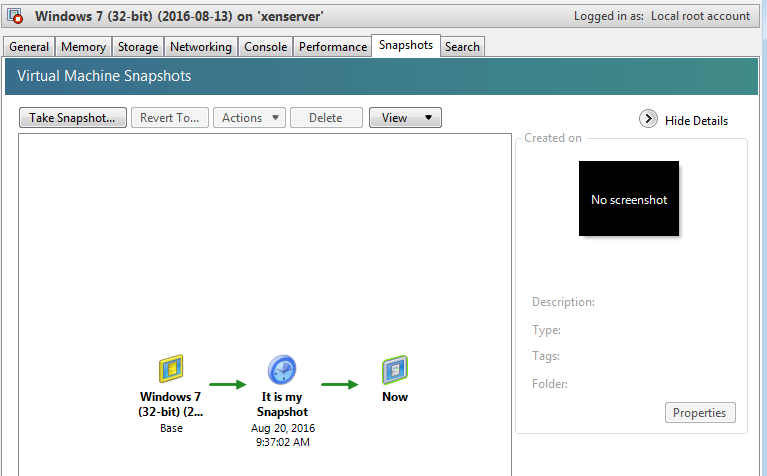 Windows 7 (32-bit) (2016-08-13) on 'xenserver'
Logged in as: Local root account
General Memory Storage Networking Console Performance Snapshots Search
Virtual Machine Snapshots
Take Snapshot... Revert To... Actions Delete View Hide Details
Created on
No screenshot
Description:
Type:
Tags:
Folder:
Properties
Windows 7
(32-bit) (2...
Base
It is my
Snapshot
Aug 20, 2016
9:37:02 AM
Now